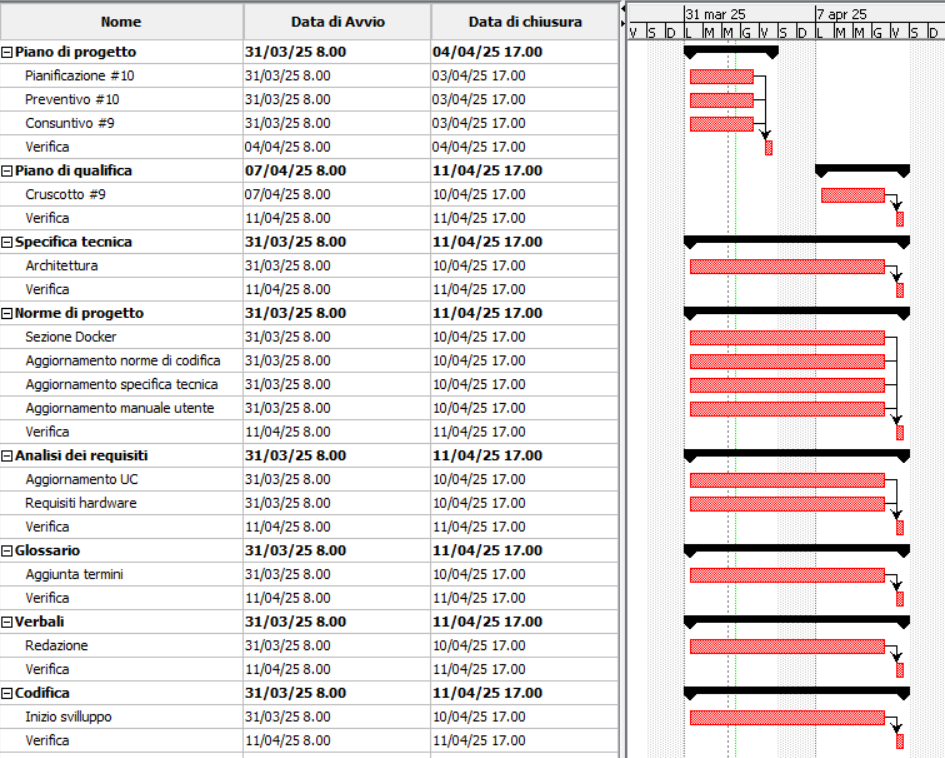 Nome Data di Avvio Data di chiusura
31 mar 25 7 apr 25
V S D L M M G V S D L M M G V S D
Piano di progetto 31/03/25 8.00 04/04/25 17.00
Pianificazione #10 31/03/25 8.00 03/04/25 17.00
Preventivo #10 31/03/25 8.00 03/04/25 17.00
Consuntivo #9 31/03/25 8.00 03/04/25 17.00
Verifica 04/04/25 8.00 04/04/25 17.00
Piano di qualifica 07/04/25 8.00 11/04/25 17.00
Cruscotto #9 07/04/25 8.00 10/04/25 17.00
Verifica 11/04/25 8.00 11/04/25 17.00
Specifica tecnica 31/03/25 8.00 11/04/25 17.00
Architettura 31/03/25 8.00 10/04/25 17.00
Verifica 11/04/25 8.00 11/04/25 17.00
Norme di progetto 31/03/25 8.00 11/04/25 17.00
Sezione Docker 31/03/25 8.00 10/04/25 17.00
Aggiornamento norme di codifica 31/03/25 8.00 10/04/25 17.00
Aggiornamento specifica tecnica 31/03/25 8.00 10/04/25 17.00
Aggiornamento manuale utente 31/03/25 8.00 10/04/25 17.00
Verifica 11/04/25 8.00 11/04/25 17.00
Analisi dei requisiti 31/03/25 8.00 11/04/25 17.00
Aggiornamento UC 31/03/25 8.00 10/04/25 17.00
Requisiti hardware 31/03/25 8.00 10/04/25 17.00
Verifica 11/04/25 8.00 11/04/25 17.00
Glossario 31/03/25 8.00 11/04/25 17.00
Aggiunta termini 31/03/25 8.00 10/04/25 17.00
Verifica 11/04/25 8.00 11/04/25 17.00
Verbali 31/03/25 8.00 11/04/25 17.00
Redazione 31/03/25 8.00 10/04/25 17.00
Verifica 11/04/25 8.00 11/04/25 17.00
Codifica 31/03/25 8.00 11/04/25 17.00
Inizio svilluppo 31/03/25 8.00 10/04/25 17.00
Verifica 11/04/25 8.00 11/04/25 17.00